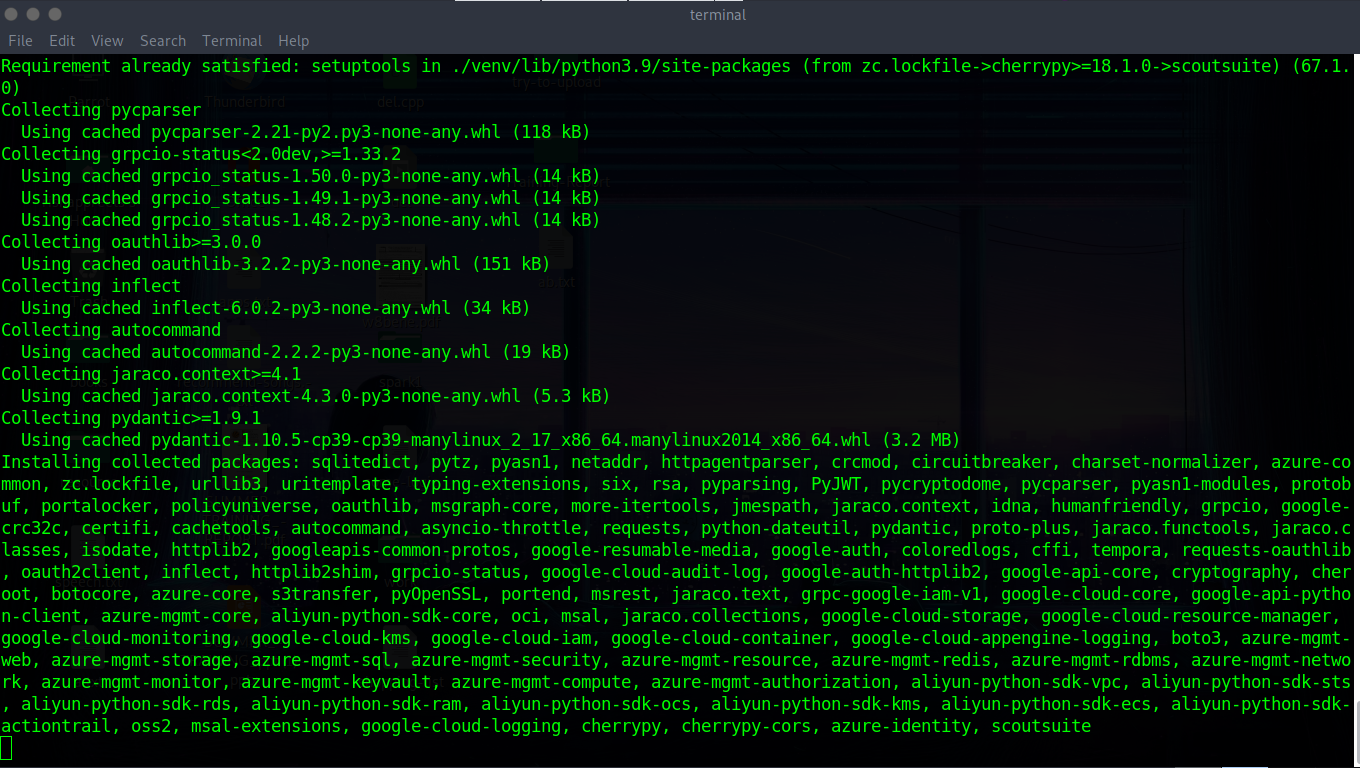 terminal
File Edit View Search Terminal Help
Requirement already satisfied: setuptools in ./venv/lib/python3.9/site-packages (from zc.lockfile->cherrypy>=18.1.0->scoutsuite) (67.1.
0)
Collecting pycparser
  Using cached pycparser-2.21-py2.py3-none-any.whl (118 kB)
Collecting grpcio-status<2.0dev,>=1.33.2
  Using cached grpcio_status-1.50.0-py3-none-any.whl (14 kB)
  Using cached grpcio_status-1.49.1-py3-none-any.whl (14 kB)
  Using cached grpcio_status-1.48.2-py3-none-any.whl (14 kB)
Collecting oauthlib>=3.0.0
  Using cached oauthlib-3.2.2-py3-none-any.whl (151 kB)
Collecting inflect
  Using cached inflect-6.0.2-py3-none-any.whl (34 kB)
Collecting autocommand
  Using cached autocommand-2.2.2-py3-none-any.whl (19 kB)
Collecting jaraco.context>=4.1
  Using cached jaraco.context-4.3.0-py3-none-any.whl (5.3 kB)
Collecting pydantic>=1.9.1
  Using cached pydantic-1.10.5-cp39-cp39-manylinux_2_17_x86_64.manylinux2014_x86_64.whl (3.2 MB)
Installing collected packages: sqlitedict, pytz, pyasn1, netaddr, httpagentparser, crcmod, circuitbreaker, charset-normalizer, azure-co
mmon, zc.lockfile, urllib3, uritemplate, typing-extensions, six, rsa, pyparsing, PyJWT, pycryptodome, pycparser, pyasn1-modules, protob
uf, portalocker, policyuniverse, oauthlib, msgraph-core, more-itertools, jmespath, jaraco.context, idna, humanfriendly, grpcio, google-
crc32c, certifi, cachetools, autocommand, asyncio-throttle, requests, python-dateutil, pydantic, proto-plus, jaraco.functools, jaraco.c
lasses, isodate, httplib2, googleapis-common-protos, google-resumable-media, google-auth, coloredlogs, cffi, tempora, requests-oauthlib
, oauth2client, inflect, httplib2shim, grpcio-status, google-cloud-audit-log, google-auth-httplib2, google-api-core, cryptography, cher
oot, botocore, azure-core, s3transfer, pyOpenSSL, portend, msrest, jaraco.text, grpc-google-iam-v1, google-cloud-core, google-api-pytho
n-client, azure-mgmt-core, aliyun-python-sdk-core, oci, msal, jaraco.collections, google-cloud-storage, google-cloud-resource-manager, 
google-cloud-monitoring, google-cloud-kms, google-cloud-iam, google-cloud-container, google-cloud-appengine-logging, boto3, azure-mgmt-
web, azure-mgmt-storage, azure-mgmt-sql, azure-mgmt-security, azure-mgmt-resource, azure-mgmt-redis, azure-mgmt-rdbms, azure-mgmt-netwo
rk, azure-mgmt-monitor, azure-mgmt-keyvault, azure-mgmt-compute, azure-mgmt-authorization, aliyun-python-sdk-vpc, aliyun-python-sdk-sts
, aliyun-python-sdk-rds, aliyun-python-sdk-ram, aliyun-python-sdk-ocs, aliyun-python-sdk-kms, aliyun-python-sdk-ecs, aliyun-python-sdk-
actiontrail, oss2, msal-extensions, google-cloud-logging, cherrypy, cherrypy-cors, azure-identity, scoutsuite